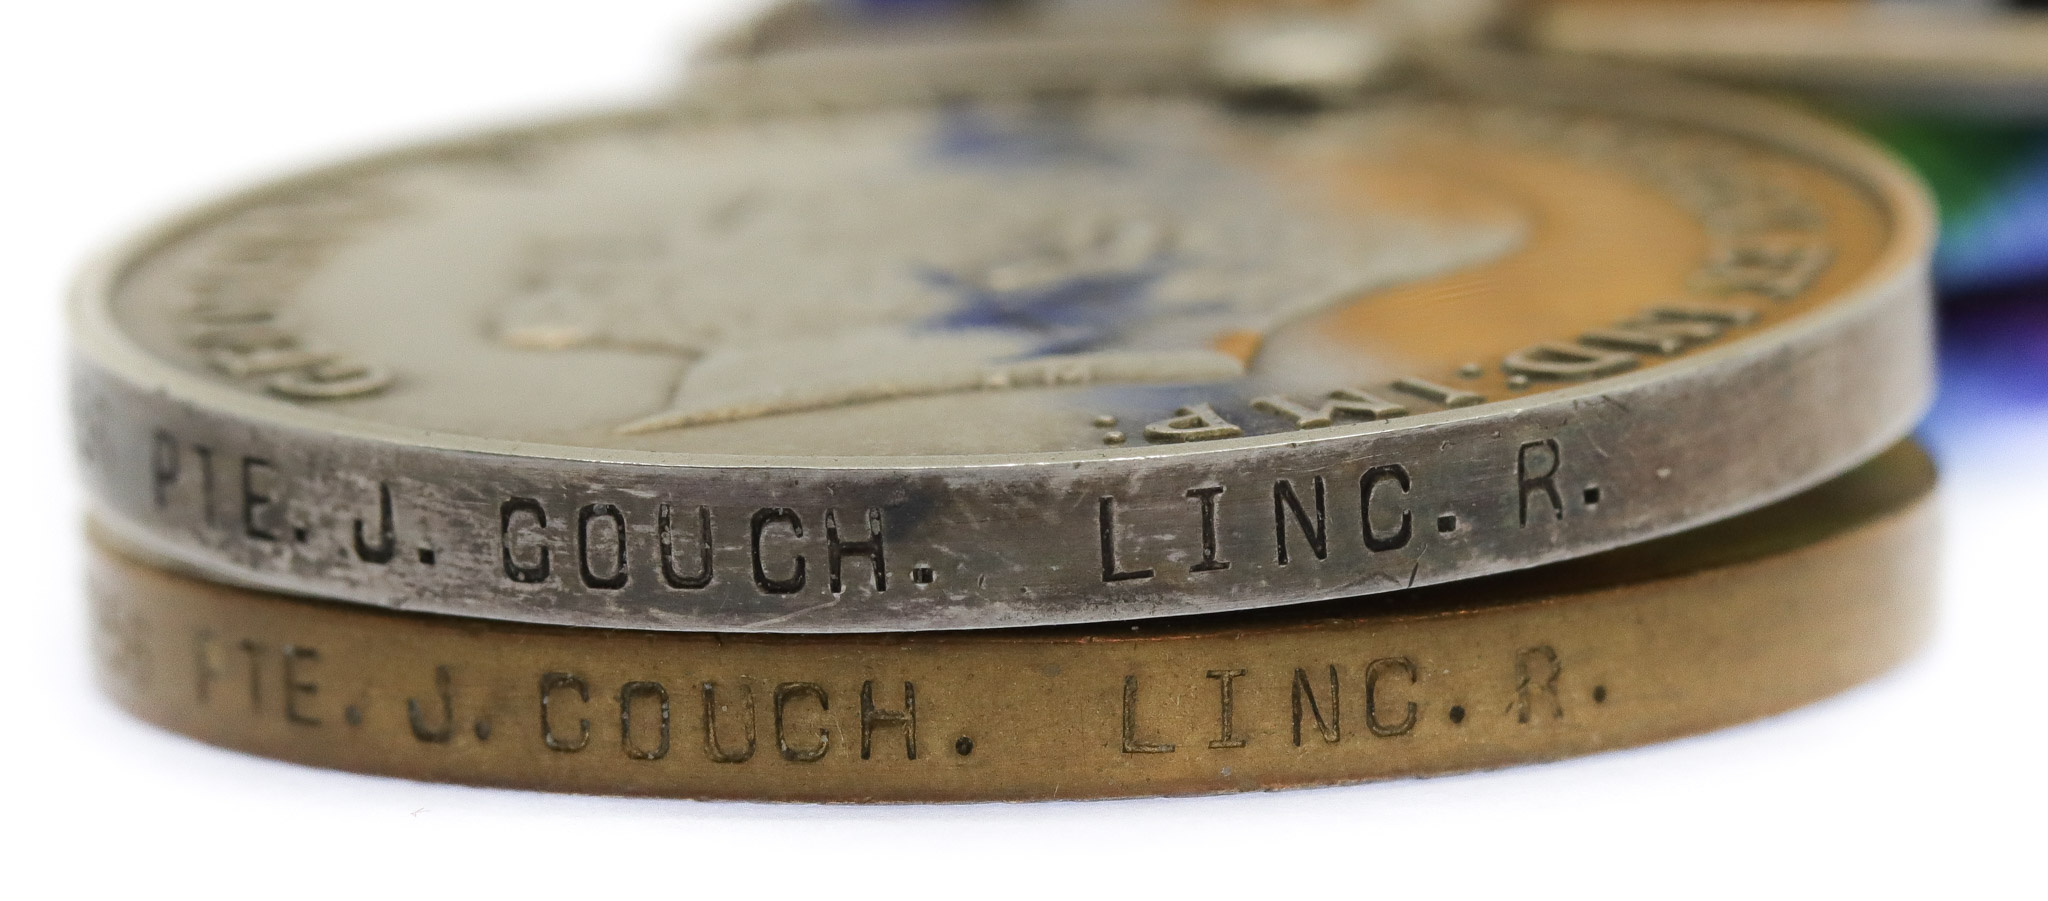 IND: IMP:
PTE. J. COUCH. LINC. R.
PTE. J. COUCH. LINC. R.